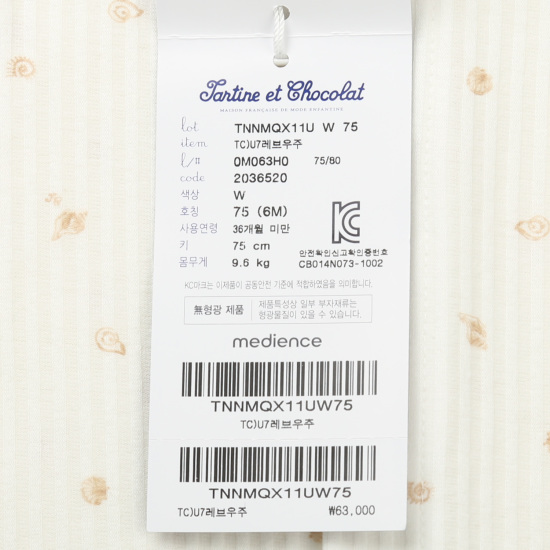 Tartine et Chocolat
MAISON FRANÇAISE DE MODE ENFANTINE
lot TNNMQX11U W 75
item TC)U7레브우주
l/# 0M063H0 75/80
code 2036520
색상 W
호칭 75 (6M)
사용연령 36개월 미만
키 75 cm
몸무게 9.6 kg
안전확인신고확인증번호
CB014N073-1002
KC마크는 이제품이 공통안전 기준에 적합하였음을 의미합니다.
無형광 제품
제품특성상 일부 부자재류는
형광물질이 있을 수 있습니다.
medience
TNNMQX11UW75
TC)U7레브우주
TNNMQX11UW75
TC)U7레브우주 ₩63,000